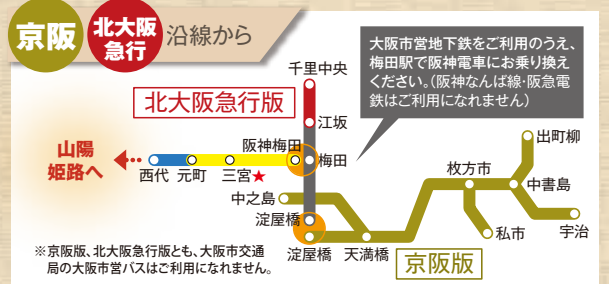 京阪
北大阪
急行
沿線から
大阪市営地下鉄をご利用のうえ、
梅田駅で阪神電車にお乗り換え
ください。(阪神なんば線・阪急電
鉄はご利用になれません)
千里中央
北大阪急行版
江坂
出町柳
山陽
姫路へ
阪神梅田
梅田
西代
元町
三宮★
枚方市
中書島
中之島
淀屋橋
私市
宇治
淀屋橋
天満橋
京阪版
※京阪版、北大阪急行版とも、大阪市交通
局の大阪市営バスはご利用になれません。